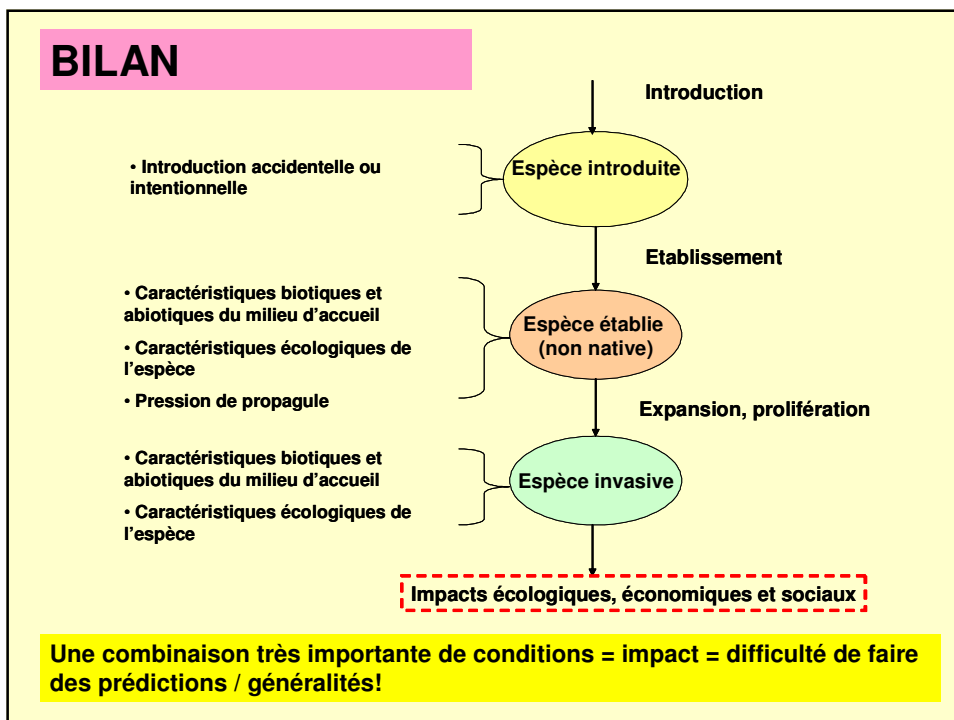 BILAN
Introduction
• Introduction accidentelle ou
intentionnelle
Espèce introduite
Etablissement
• Caractéristiques biotiques et
abiotiques du milieu d'accueil
• Caractéristiques écologiques de
l'espèce
• Pression de propagule
Espèce établie
(non native)
Expansion, prolifération
• Caractéristiques biotiques et
abiotiques du milieu d'accueil
• Caractéristiques écologiques de
l'espèce
Espèce invasive
Impacts écologiques, économiques et sociaux
Une combinaison très importante de conditions = impact = difficulté de faire
des prédictions / généralités!